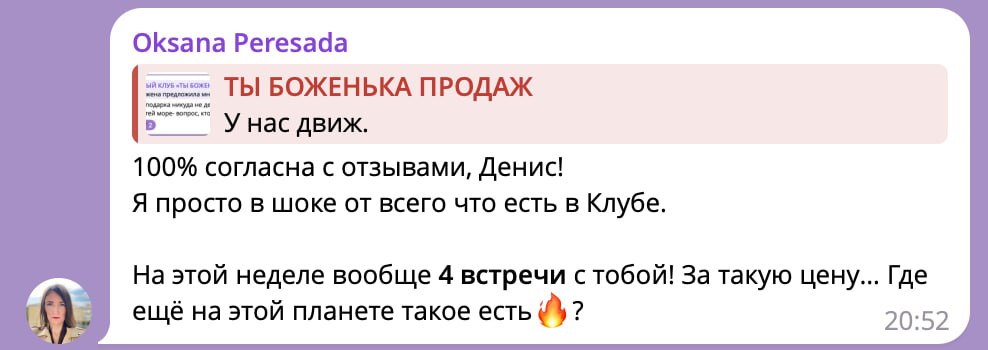 Oksana Peresada
ТЫ БОЖЕНЬКА ПРОДАЖ
У нас движ.
100% согласна с отзывами, Денис!
Я просто в шоке от всего что есть в Клубе.
На этой неделе вообще 4 встречи с тобой! За такую цену... Где
ещё на этой планете такое есть🔥?
20:52